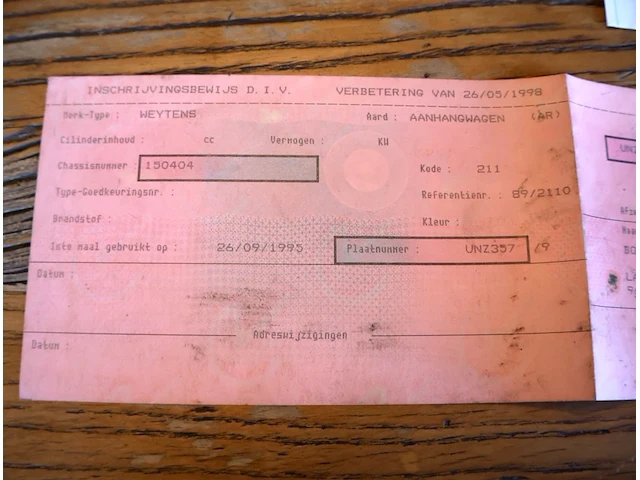 INSCHRIJVINGSBEWIJS D.I.V. VERBETERING VAN 26/05/1998
Merk-Type : WEYTENS Aard : AANHANGWAGEN (AR)
Cilinderinhoud : cc Vermogen : KW
Chassisnummer : 150404 Kode : 211
Type-Goedkeuringsnr. : Referentienr. : 89/2110
Brandstof : Kleur :
1ste maal gebruikt op : 26/09/1995 Plaatnummer : UNZ357 /9
Datum :
Adreswijzigingen
Datum :